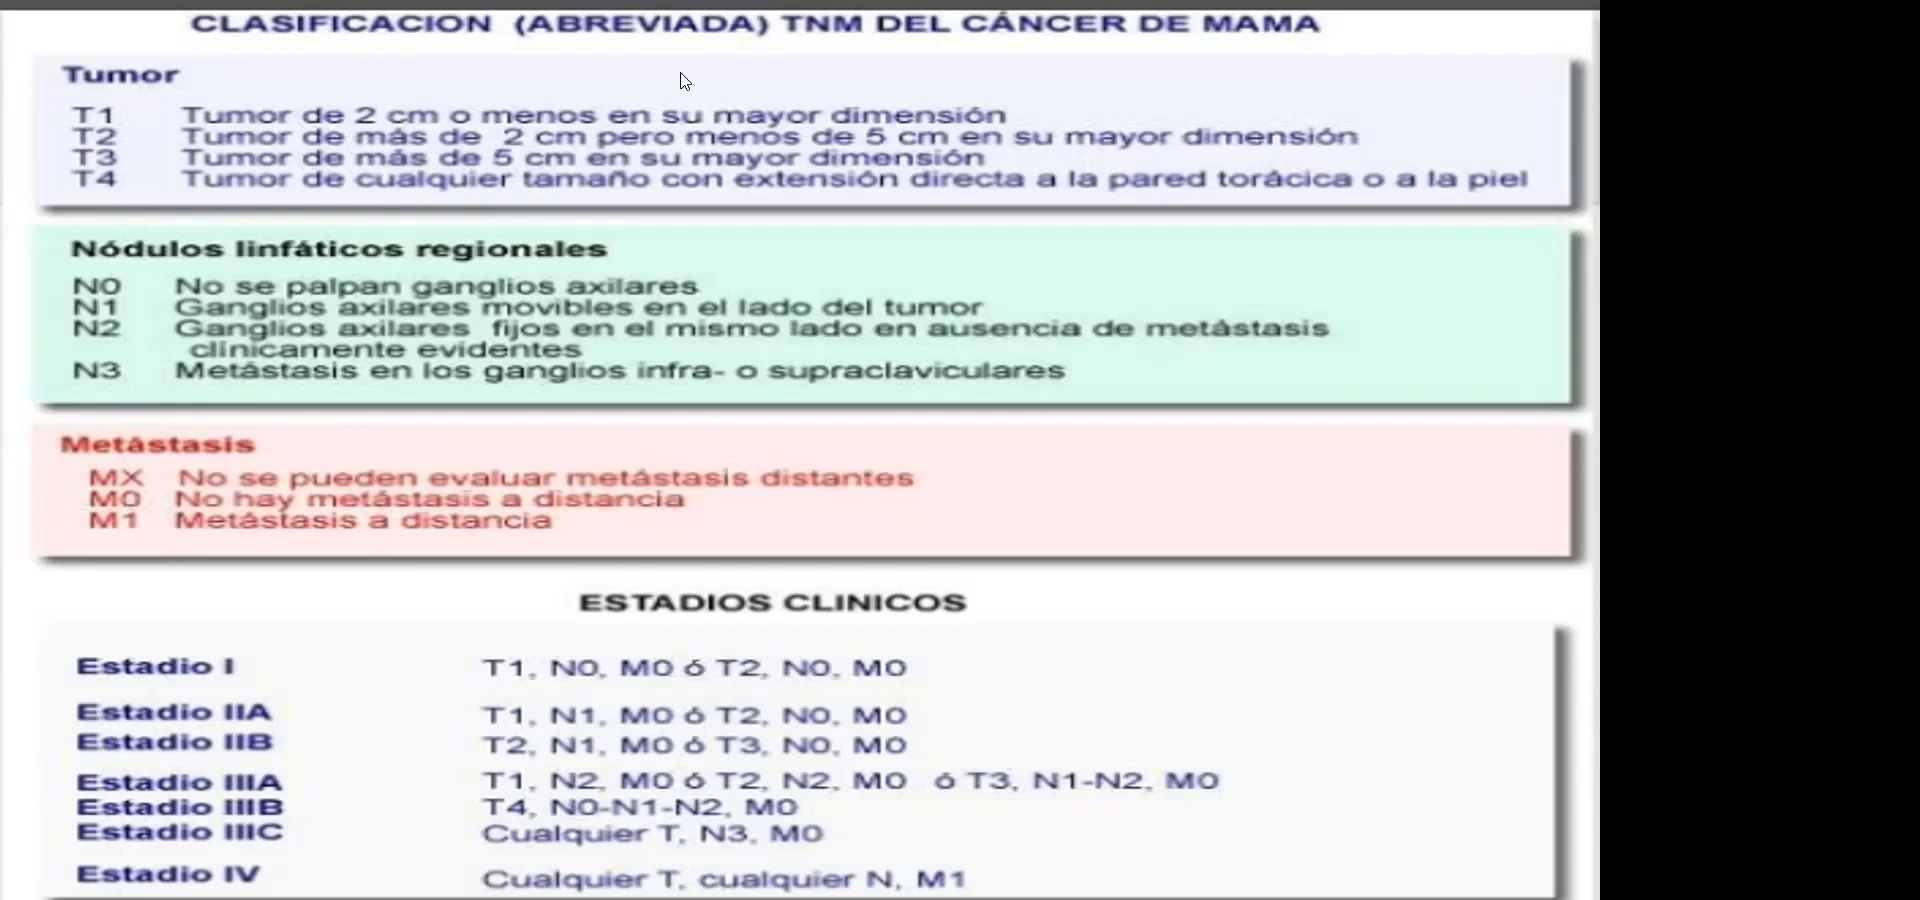 CLASIFICACION (ABREVIADA) TNM DEL CÁNCER DE MAMA
Tumor
T1 Tumor de 2 cm o menos en su mayor dimensión
T2 Tumor de más de 2 cm pero menos de 5 cm en su mayor dimensión
T3 Tumor de más de 5 cm en su mayor dimensión
T4 Tumor de cualquier tamaño con extensión directa a la pared torácica o a la piel
Nódulos linfáticos regionales
N0 No se palpan ganglios axilares
N1 Ganglios axilares movibles en el lado del tumor
N2 Ganglios axilares fijos en el mismo lado en ausencia de metástasis
clínicamente evidentes
N3 Metástasis en los ganglios infra- o supraclaviculares
Metástasis
MX No se pueden evaluar metástasis distantes
M0 No hay metástasis a distancia
M1 Metástasis a distancia
ESTADIOS CLINICOS
Estadio I T1, N0, M0 ó T2, N0, M0
Estadio IIA T1, N1, M0 ó T2, N0, M0
Estadio IIB T2, N1, M0 ó T3, N0, M0
Estadio IIIA T1, N2, M0 ó T2, N2, M0 ó T3, N1-N2, M0
Estadio IIIB T4, N0-N1-N2, M0
Estadio IIIC Cualquier T, N3, M0
Estadio IV Cualquier T, cualquier N, M1